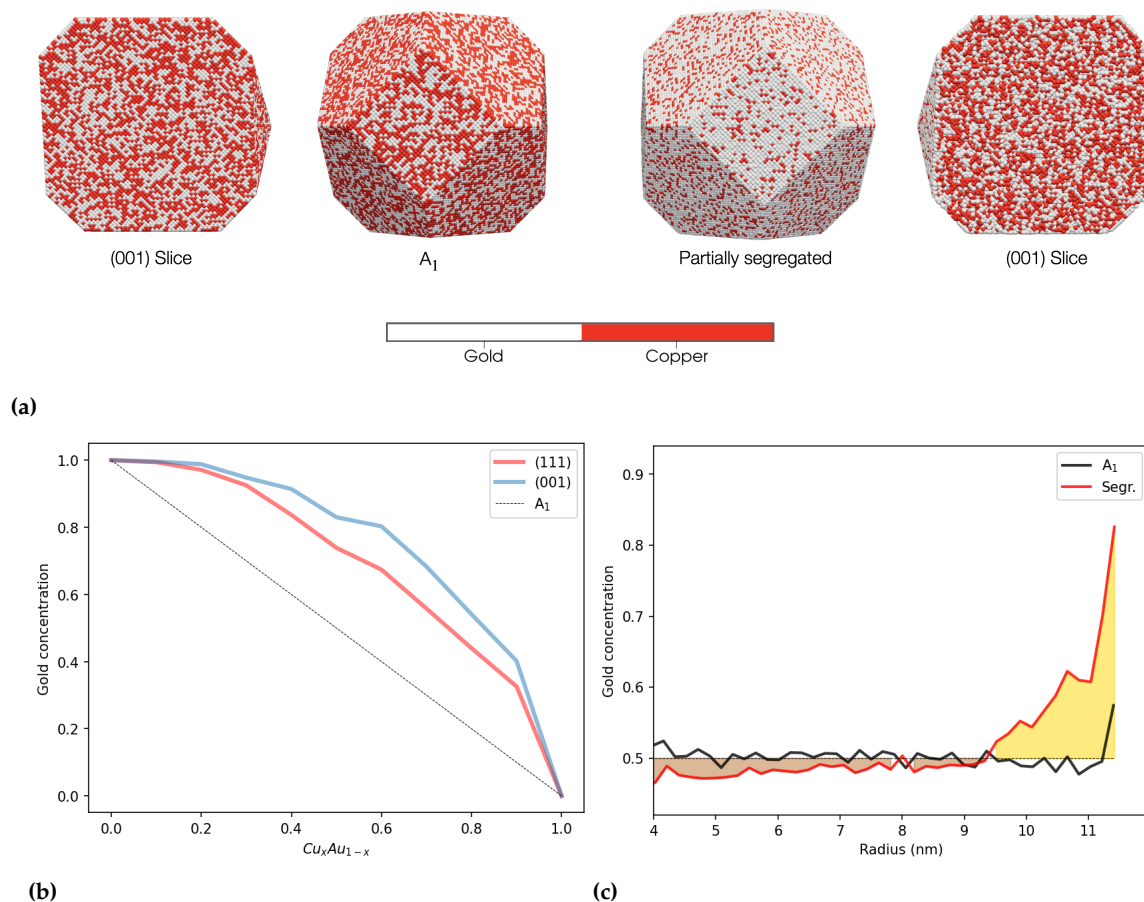 (001) Slice
A₁
Partially segregated
(001) Slice
Gold
Copper
(a)
1.0
0.8
0.6
0.4
0.2
0.0
Gold concentration
(111)
(001)
A₁
0.0 0.2 0.4 0.6 0.8 1.0
CuₓAu₁₋ₓ
(b)
0.9
0.8
0.7
0.6
0.5
Gold concentration
A₁
Segr.
4 5 6 7 8 9 10 11
Radius (nm)
(c)